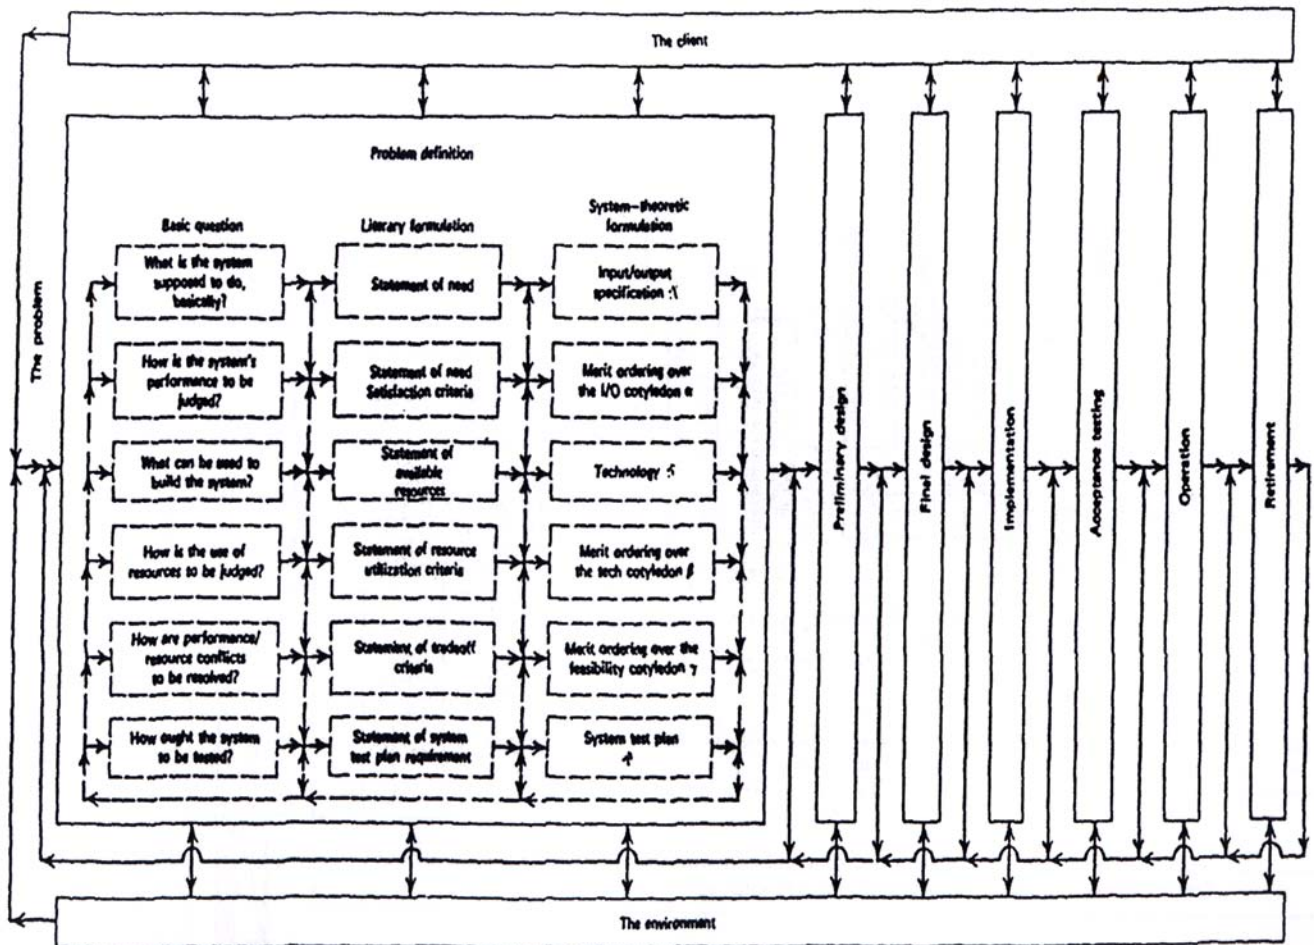 The client
Problem definition
Basic question
Literary formulation
System-theoretic
formulation
What is the system
supposed to do,
basically?
Statement of need
Input/output
specification
How is the system's
performance to be
judged?
Statement of need
Satisfaction criteria
Merit ordering over
the I/O cotyledon α
What can be used to
build the system?
Statement of
available
resources
Technology
How is the use of
resources to be judged?
Statement of resource
utilization criteria
Merit ordering over
the tech cotyledon β
How are performance/
resource conflicts
to be resolved?
Statement of tradeoff
criteria
Merit ordering over the
feasibility cotyledon γ
How ought the system
to be tested?
Statement of system
test plan requirement
System test plan
The problem
Preliminary design
Final design
Implementation
Acceptance testing
Operation
Retirement
The environment